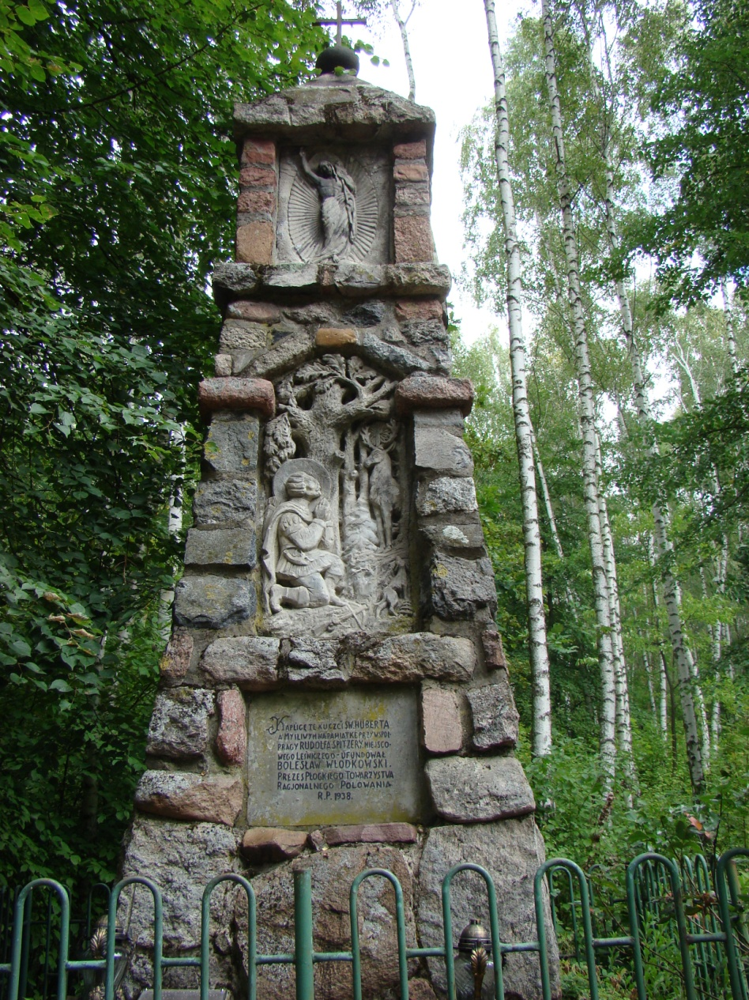 KAPLICĘ TĘ KU CZCI ŚW. HUBERTA
A MYŚLIWYM NA PAMIĄTKĘ PRZY WSPÓŁ
PRACY RUDOLFA SPITZERY, MIEJSCO-
WEGO LEŚNICZEGO - UFUNDOWAŁ
BOLESŁAW WŁODKOWSKI.
PREZES PŁOCKIEGO TOWARZYSTWA
RACJONALNEGO POLOWANIA
R.P. 1938.